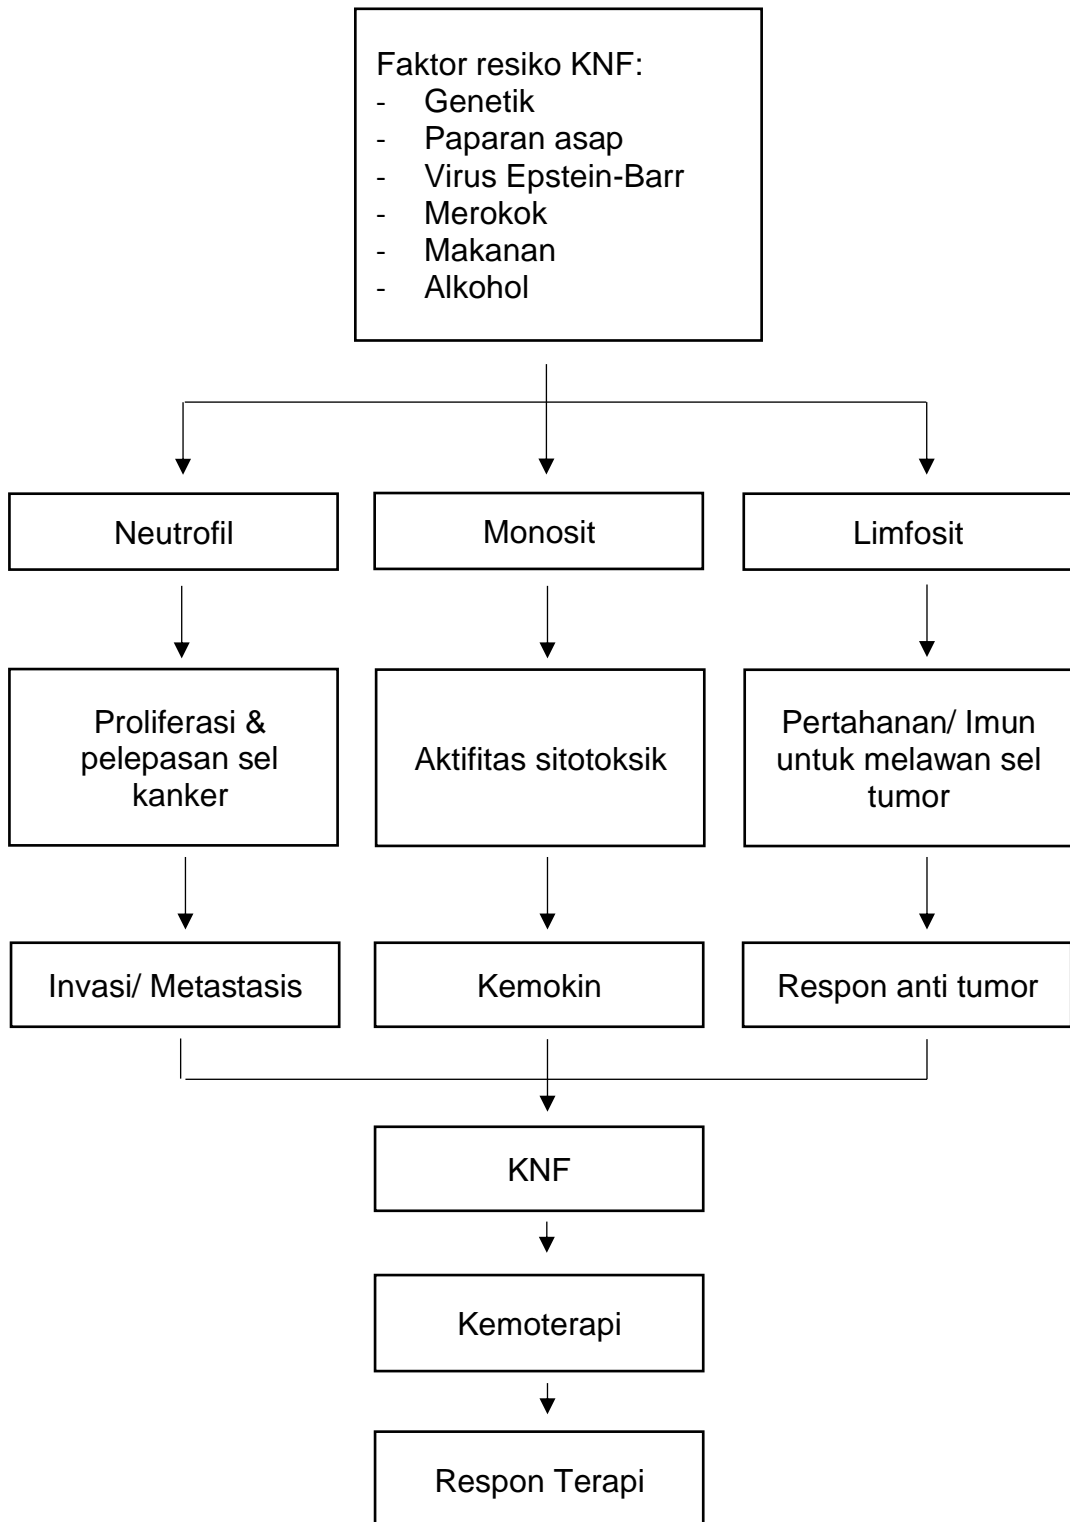 Faktor resiko KNF:
- Genetik
- Paparan asap
- Virus Epstein-Barr
- Merokok
- Makanan
- Alkohol
Neutrofil
Monosit
Limfosit
Proliferasi &
pelepasan sel
kanker
Aktifitas sitotoksik
Pertahanan/ Imun
untuk melawan sel
tumor
Invasi/ Metastasis
Kemokin
Respon anti tumor
KNF
Kemoterapi
Respon Terapi